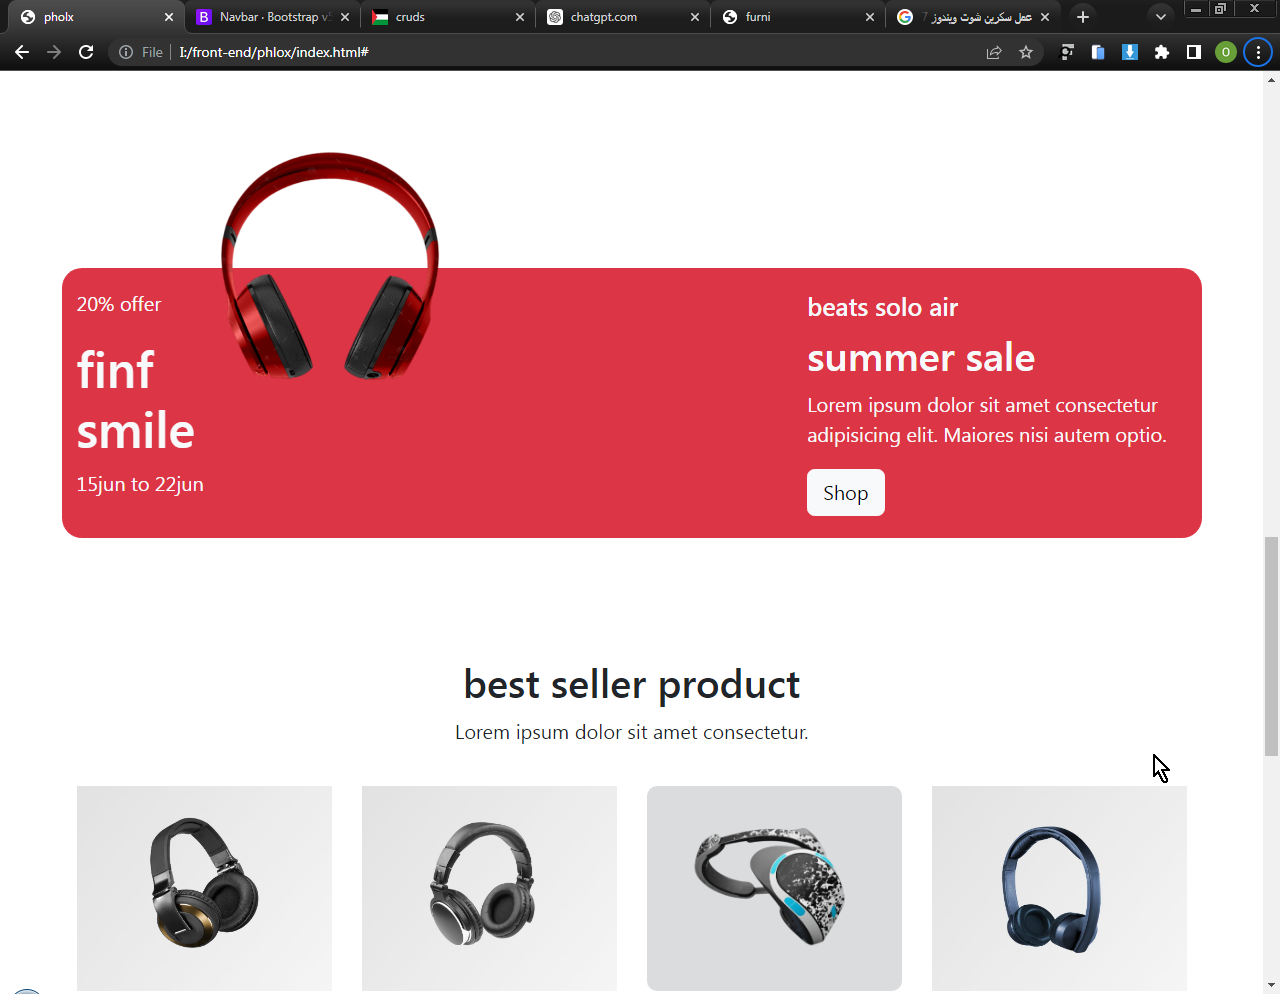 pholx
Navbar · Bootstrap v5
cruds
chatgpt.com
furni
عمل سكرين شوت ويندوز 7
File
I:/front-end/phlox/index.html#
O
20% offer
finf
smile
15jun to 22jun
beats solo air
summer sale
Lorem ipsum dolor sit amet consectetur
adipisicing elit. Maiores nisi autem optio.
Shop
best seller product
Lorem ipsum dolor sit amet consectetur.